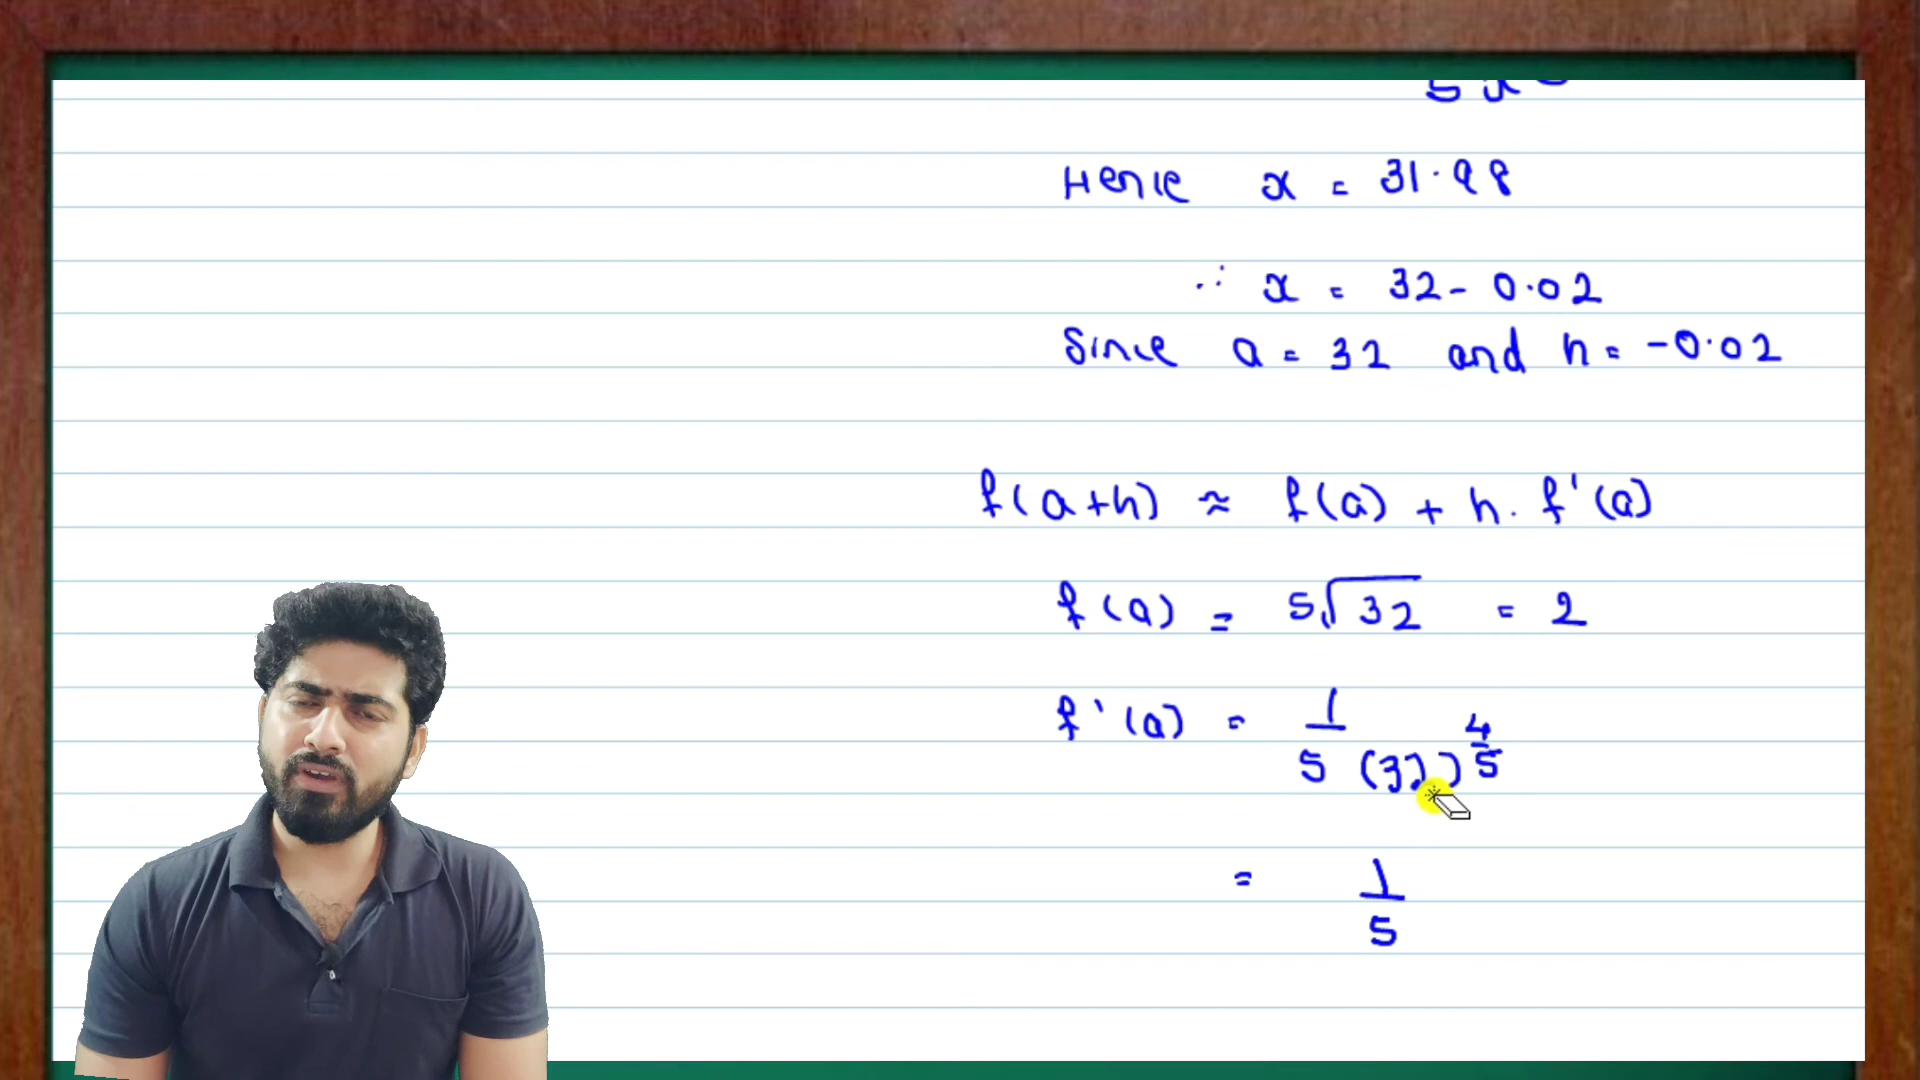 5 x
Hence x = 31.98
∴ x = 32 - 0.02
Since a = 32 and h = -0.02
f(a+h) ≈ f(a) + h. f'(a)
f(a) = 5√32 = 2
f'(a) = 1/5 (32)^4/5
= 1/5